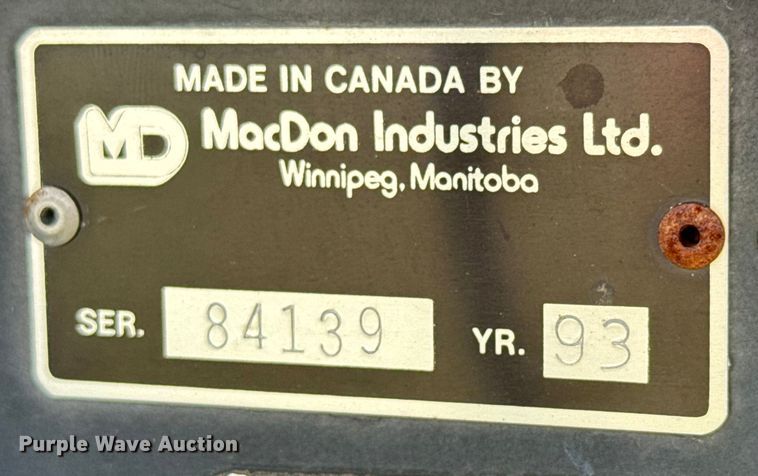 MADE IN CANADA BY
MD MacDon Industries Ltd.
Winnipeg, Manitoba
SER. 84139 YR. 93
Purple Wave Auction